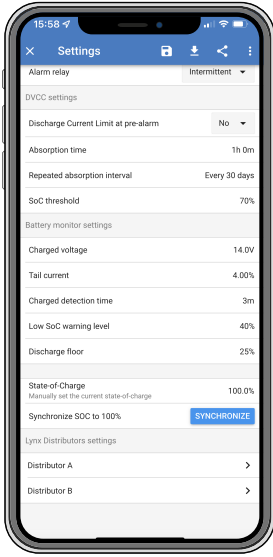 15:58
Settings
Alarm relay Intermittent
DVCC settings
Discharge Current Limit at pre-alarm No
Absorption time 1h 0m
Repeated absorption interval Every 30 days
SoC threshold 70%
Battery monitor settings
Charged voltage 14.0V
Tail current 4.00%
Charged detection time 3m
Low SoC warning level 40%
Discharge floor 25%
State-of-Charge 100.0%
Manually set the current state-of-charge
Synchronize SOC to 100% SYNCHRONIZE
Lynx Distributors settings
Distributor A
Distributor B